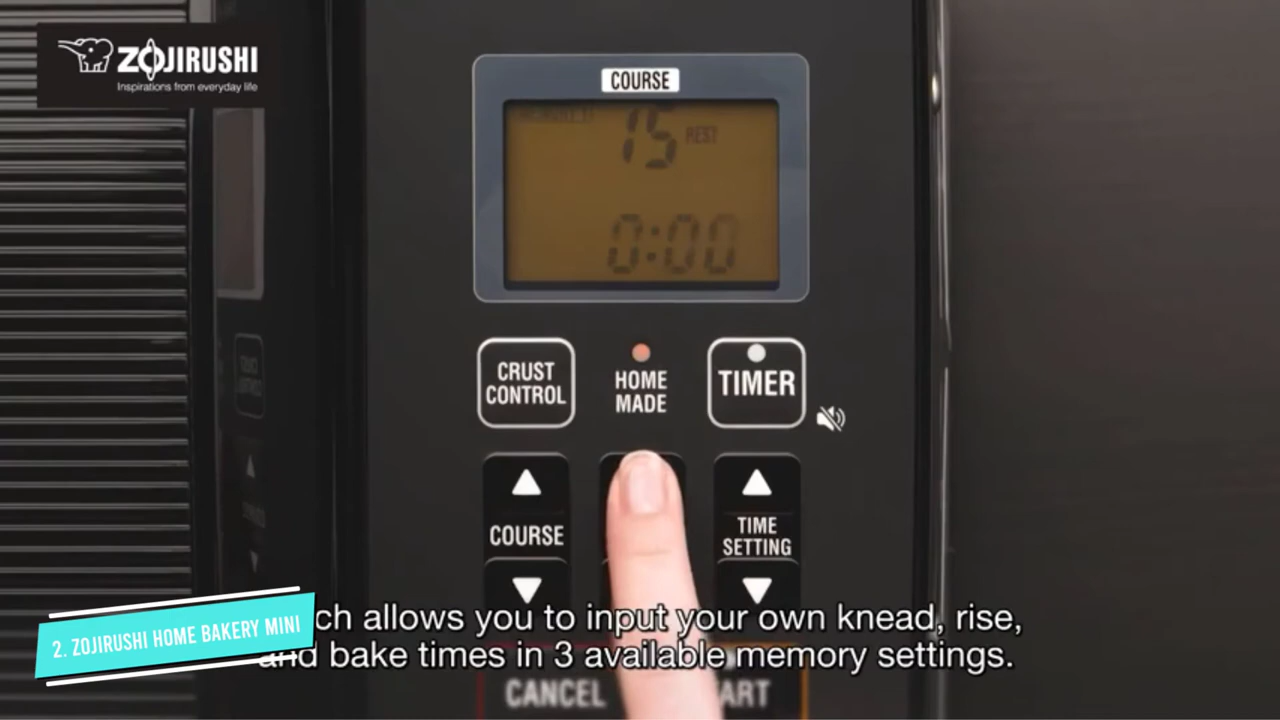 ZOJIRUSHI
Inspirations from everyday life
COURSE
15 REST
0:00
CRUST
CONTROL
HOME
MADE
TIMER
COURSE
TIME
SETTING
2. ZOJIRUSHI HOME BAKERY MINI
ch allows you to input your own knead, rise,
and bake times in 3 available memory settings.
CANCEL
ART